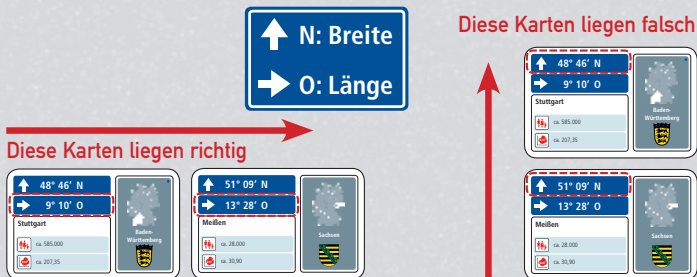 N: Breite
O: Länge
Diese Karten liegen falsch
Diese Karten liegen richtig
48° 46′ N
9° 10′ O
Stuttgart
ca. 585.000
ca. 207,35
Baden-
Württemberg
51° 09′ N
13° 28′ O
Meißen
ca. 28.000
ca. 30,90
Sachsen
48° 46′ N
9° 10′ O
Stuttgart
ca. 585.000
ca. 207,35
Baden-
Württemberg
51° 09′ N
13° 28′ O
Meißen
ca. 28.000
ca. 30,90
Sachsen